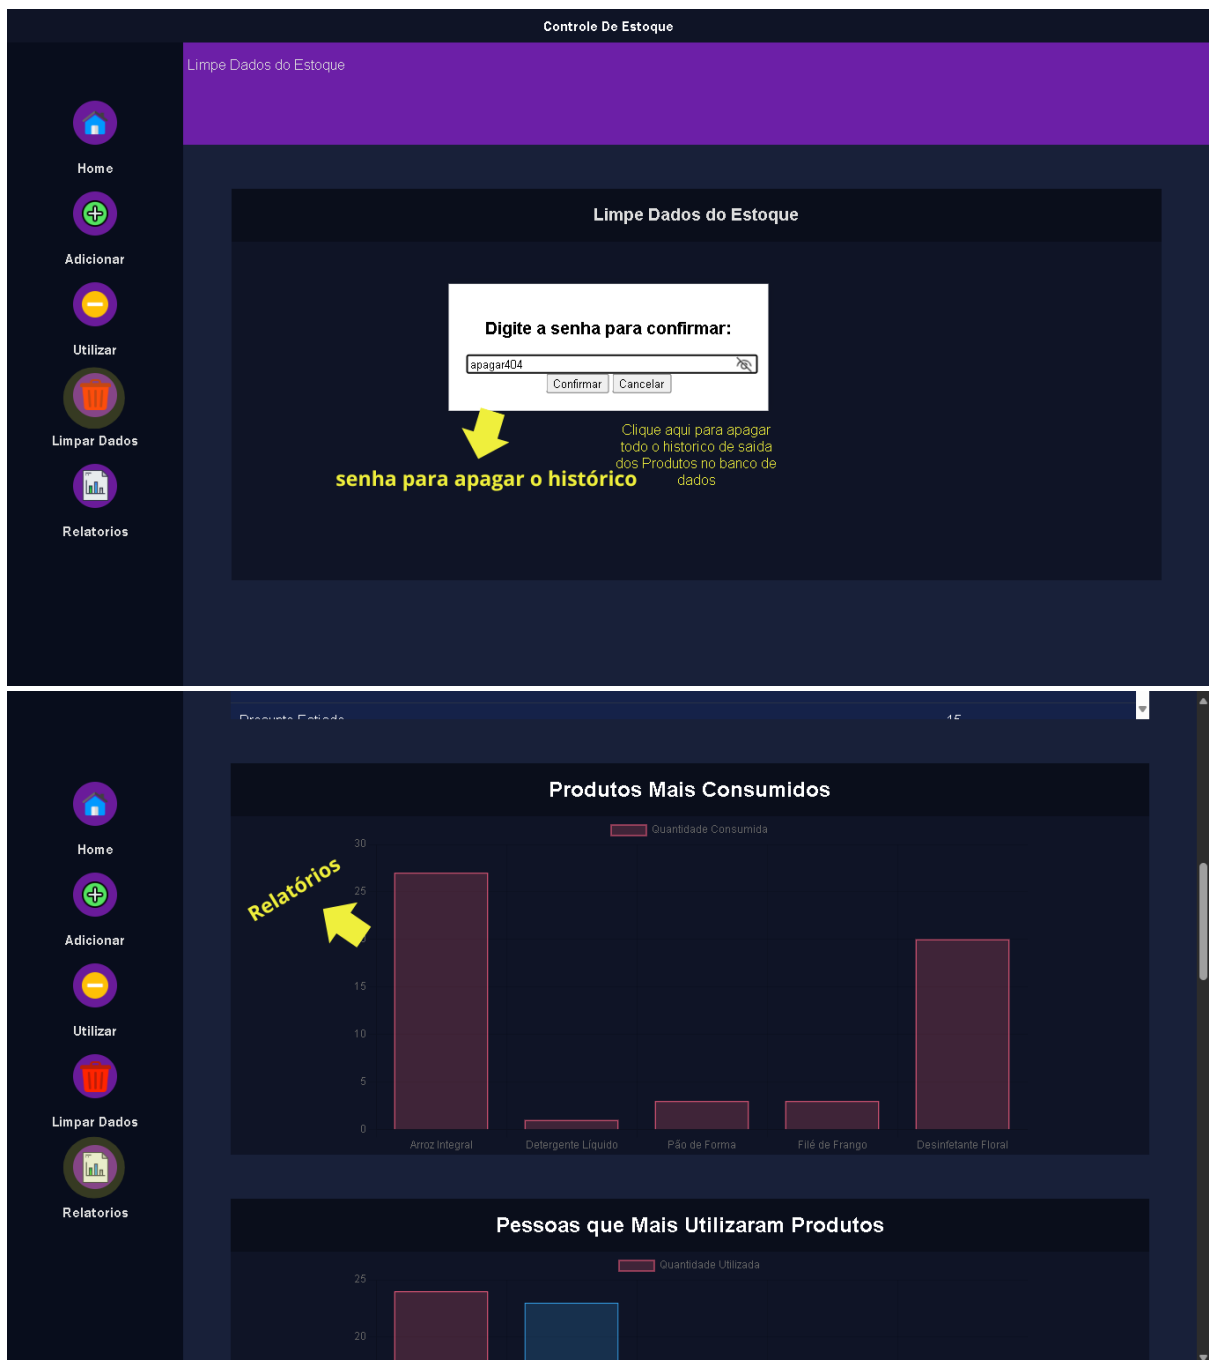 Controle De Estoque
Limpe Dados do Estoque
Home
Adicionar
Utilizar
Limpar Dados
Relatorios
Limpe Dados do Estoque
Digite a senha para confirmar:
apagar404
Confirmar Cancelar
Clique aqui para apagar
todo o historico de saida
dos Produtos no banco de
dados
senha para apagar o histórico
15
Home
Adicionar
Utilizar
Limpar Dados
Relatorios
Produtos Mais Consumidos
Quantidade Consumida
Relatórios
30
25
15
10
5
0
Arroz Integral Detergente Líquido Pão de Forma Filé de Frango Desinfetante Floral
Pessoas que Mais Utilizaram Produtos
Quantidade Utilizada
25
20